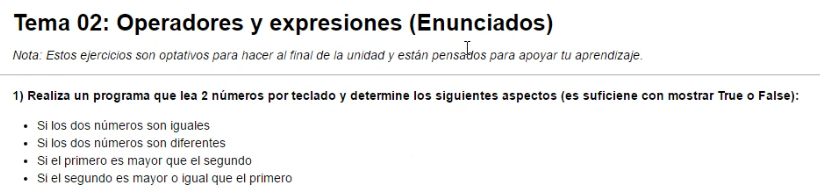 Tema 02: Operadores y expresiones (Enunciados)
Nota: Estos ejercicios son optativos para hacer al final de la unidad y están pensados para apoyar tu aprendizaje.
1) Realiza un programa que lea 2 números por teclado y determine los siguientes aspectos (es suficiene con mostrar True o False):
• Si los dos números son iguales
• Si los dos números son diferentes
• Si el primero es mayor que el segundo
• Si el segundo es mayor o igual que el primero